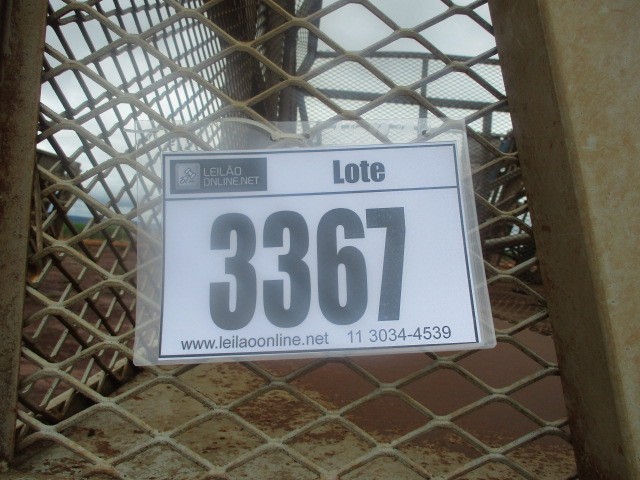 LEILÃO
ONLINE.NET
Lote
3367
www.leilaoonline.net 11 3034-4539